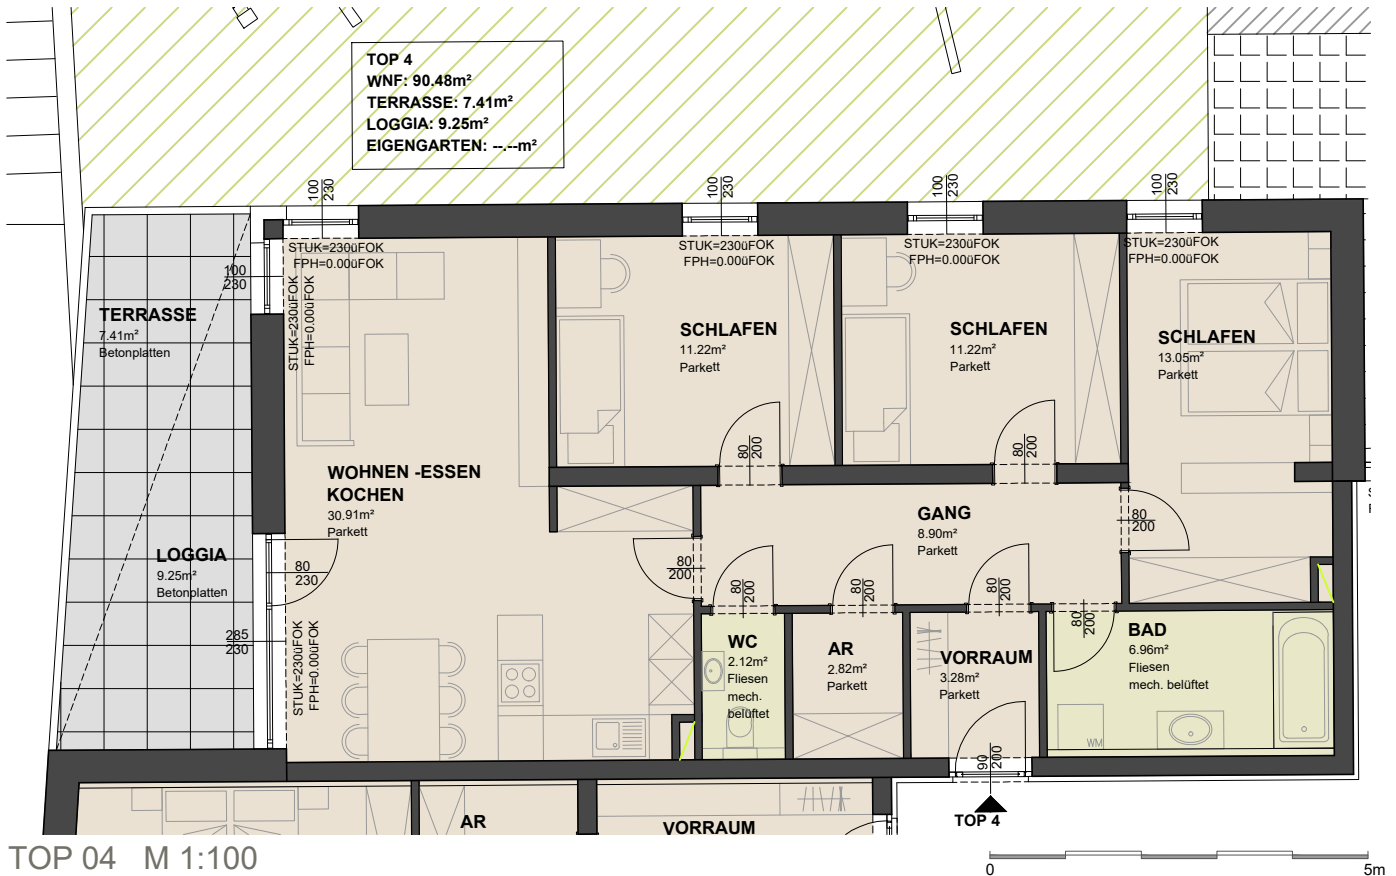 TOP 4
WNF: 90.48m²
TERRASSE: 7.41m²
LOGGIA: 9.25m²
EIGENGARTEN: --.--m²
100
230
100
230
100
230
100
230
STUK=230üFOK
FPH=0.00üFOK
STUK=230üFOK
FPH=0.00üFOK
STUK=230üFOK
FPH=0.00üFOK
STUK=230üFOK
FPH=0.00üFOK
100
230
STUK=230üFOK
FPH=0.00üFOK
TERRASSE
7.41m²
Betonplatten
SCHLAFEN
11.22m²
Parkett
SCHLAFEN
11.22m²
Parkett
SCHLAFEN
13.05m²
Parkett
80
200
80
200
WOHNEN -ESSEN
KOCHEN
30.91m²
Parkett
GANG
8.90m²
Parkett
80
200
LOGGIA
9.25m²
Betonplatten
80
230
80
200
80
200
80
200
80
200
80
200
285
230
STUK=230üFOK
FPH=0.00üFOK
WC
2.12m²
Fliesen
mech.
belüftet
AR
2.82m²
Parkett
VORRAUM
3.28m²
Parkett
BAD
6.96m²
Fliesen
mech. belüftet
WM
90
200
TOP 4
AR
VORRAUM
TOP 04 M 1:100
0
5m